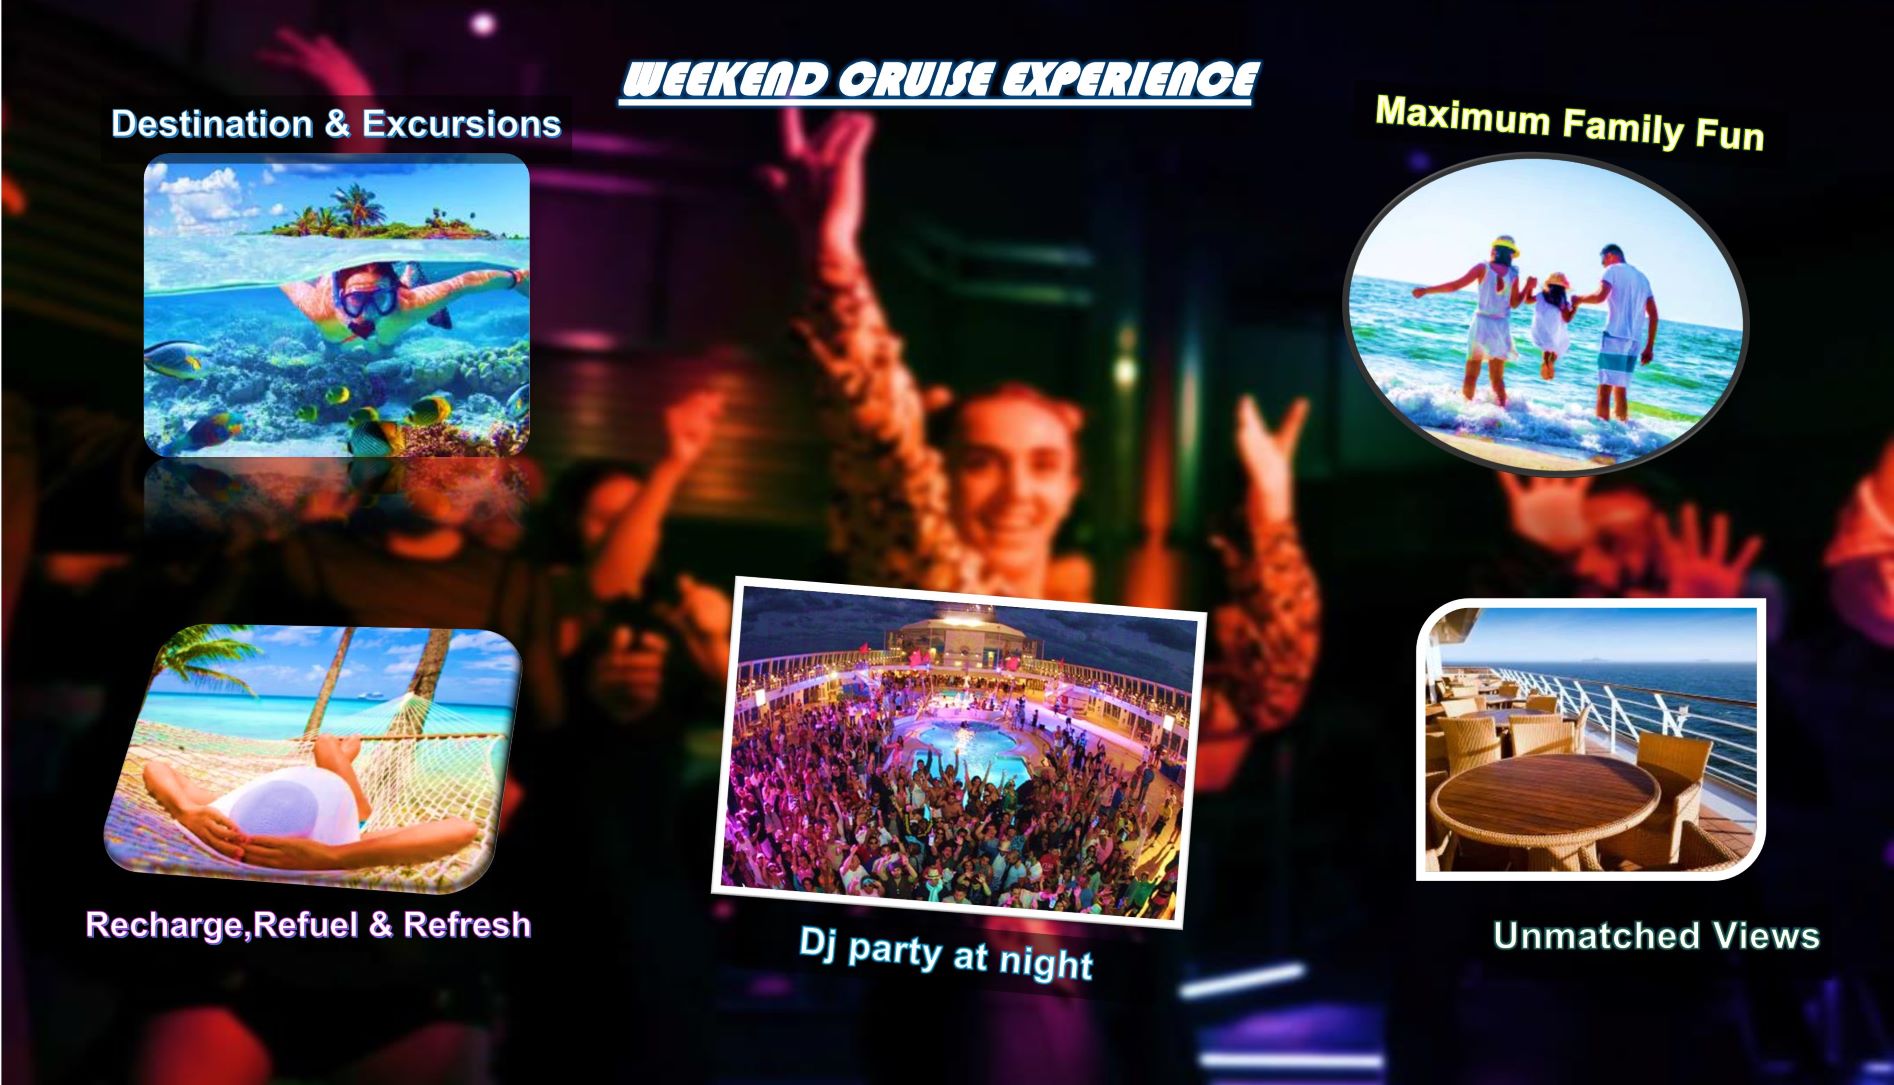 WEEKEND CRUISE EXPERIENCE
Destination & Excursions
Maximum Family Fun
Recharge,Refuel & Refresh
Dj party at night
Unmatched Views